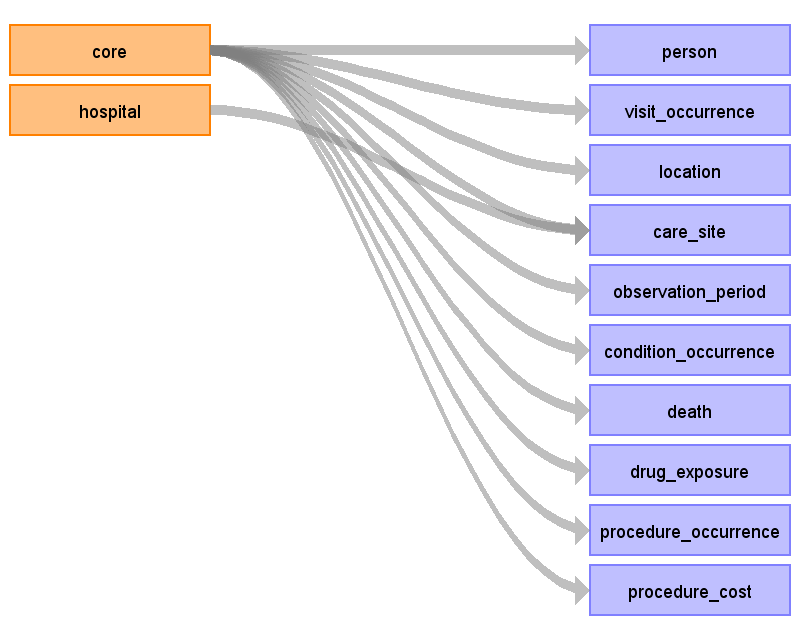 core
hospital
person
visit_occurrence
location
care_site
observation_period
condition_occurrence
death
drug_exposure
procedure_occurrence
procedure_cost